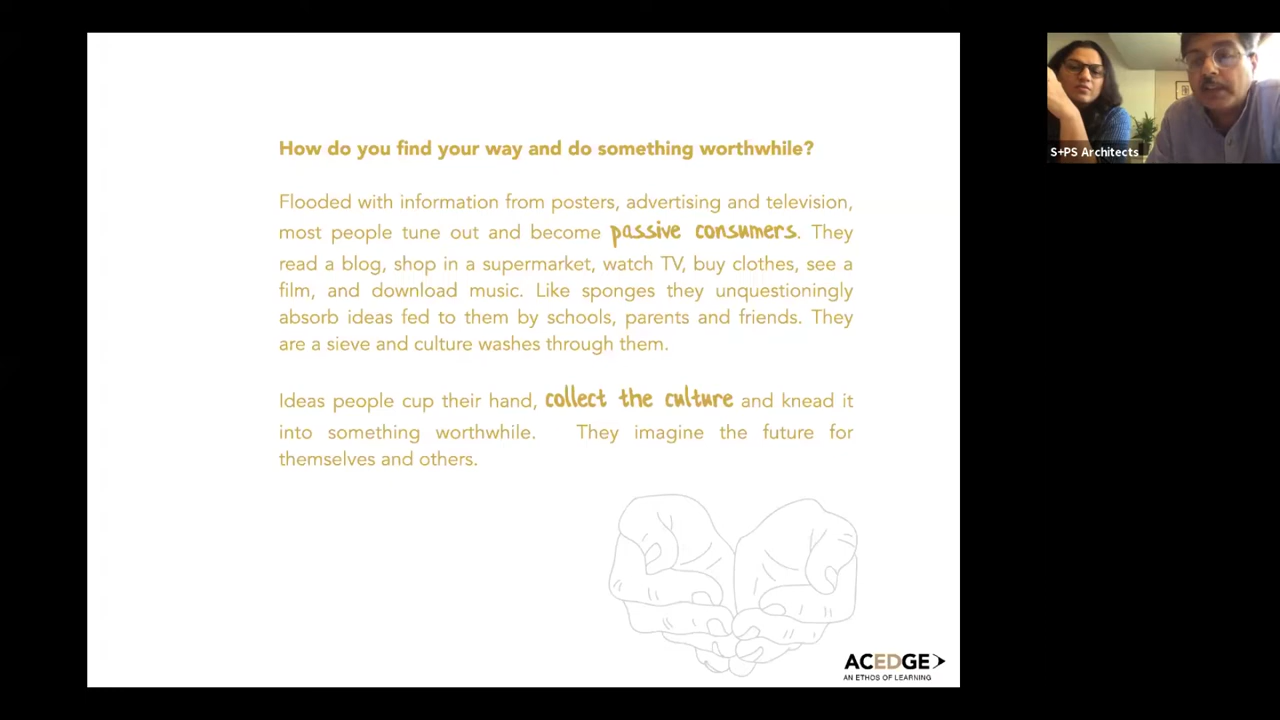 How do you find your way and do something worthwhile?
Flooded with information from posters, advertising and television,
most people tune out and become passive consumers. They
read a blog, shop in a supermarket, watch TV, buy clothes, see a
film, and download music. Like sponges they unquestioningly
absorb ideas fed to them by schools, parents and friends. They
are a sieve and culture washes through them.
Ideas people cup their hand, collect the culture and knead it
into something worthwhile. They imagine the future for
themselves and others.
ACEDGE
AN ETHOS OF LEARNING
S+PS Architects